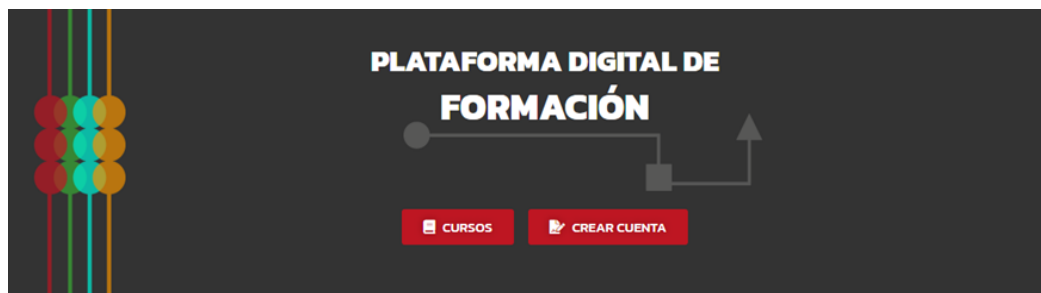 PLATAFORMA DIGITAL DE
FORMACIÓN
CURSOS
CREAR CUENTA